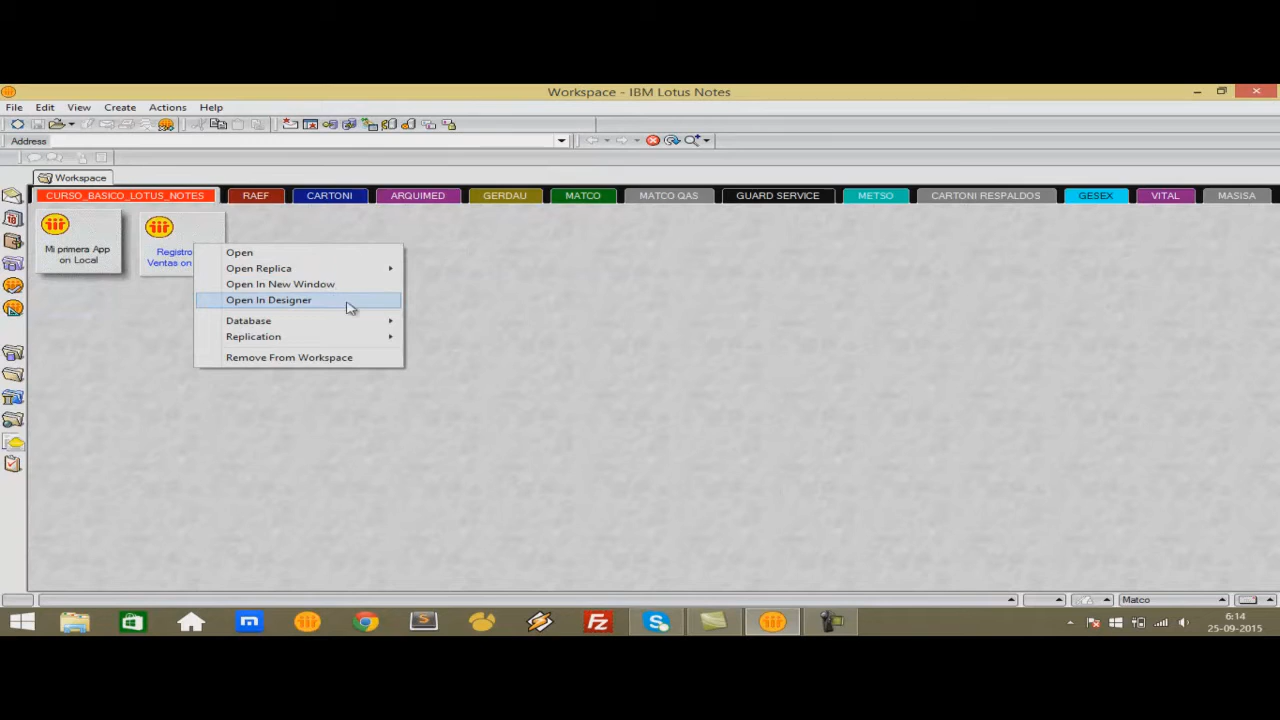 Workspace - IBM Lotus Notes
File Edit View Create Actions Help
Address
Workspace
CURSO_BASICO_LOTUS_NOTES RAEF CARTONI ARQUIMED GERDAU MATCO MATCO QAS GUARD SERVICE METSO CARTONI RESPALDOS GESEX VITAL MASISA
Mi primera App
on Local
Registro
Ventas on
Open
Open Replica
Open In New Window
Open In Designer
Database
Replication
Remove From Workspace
Matco
6:14
25-09-2015